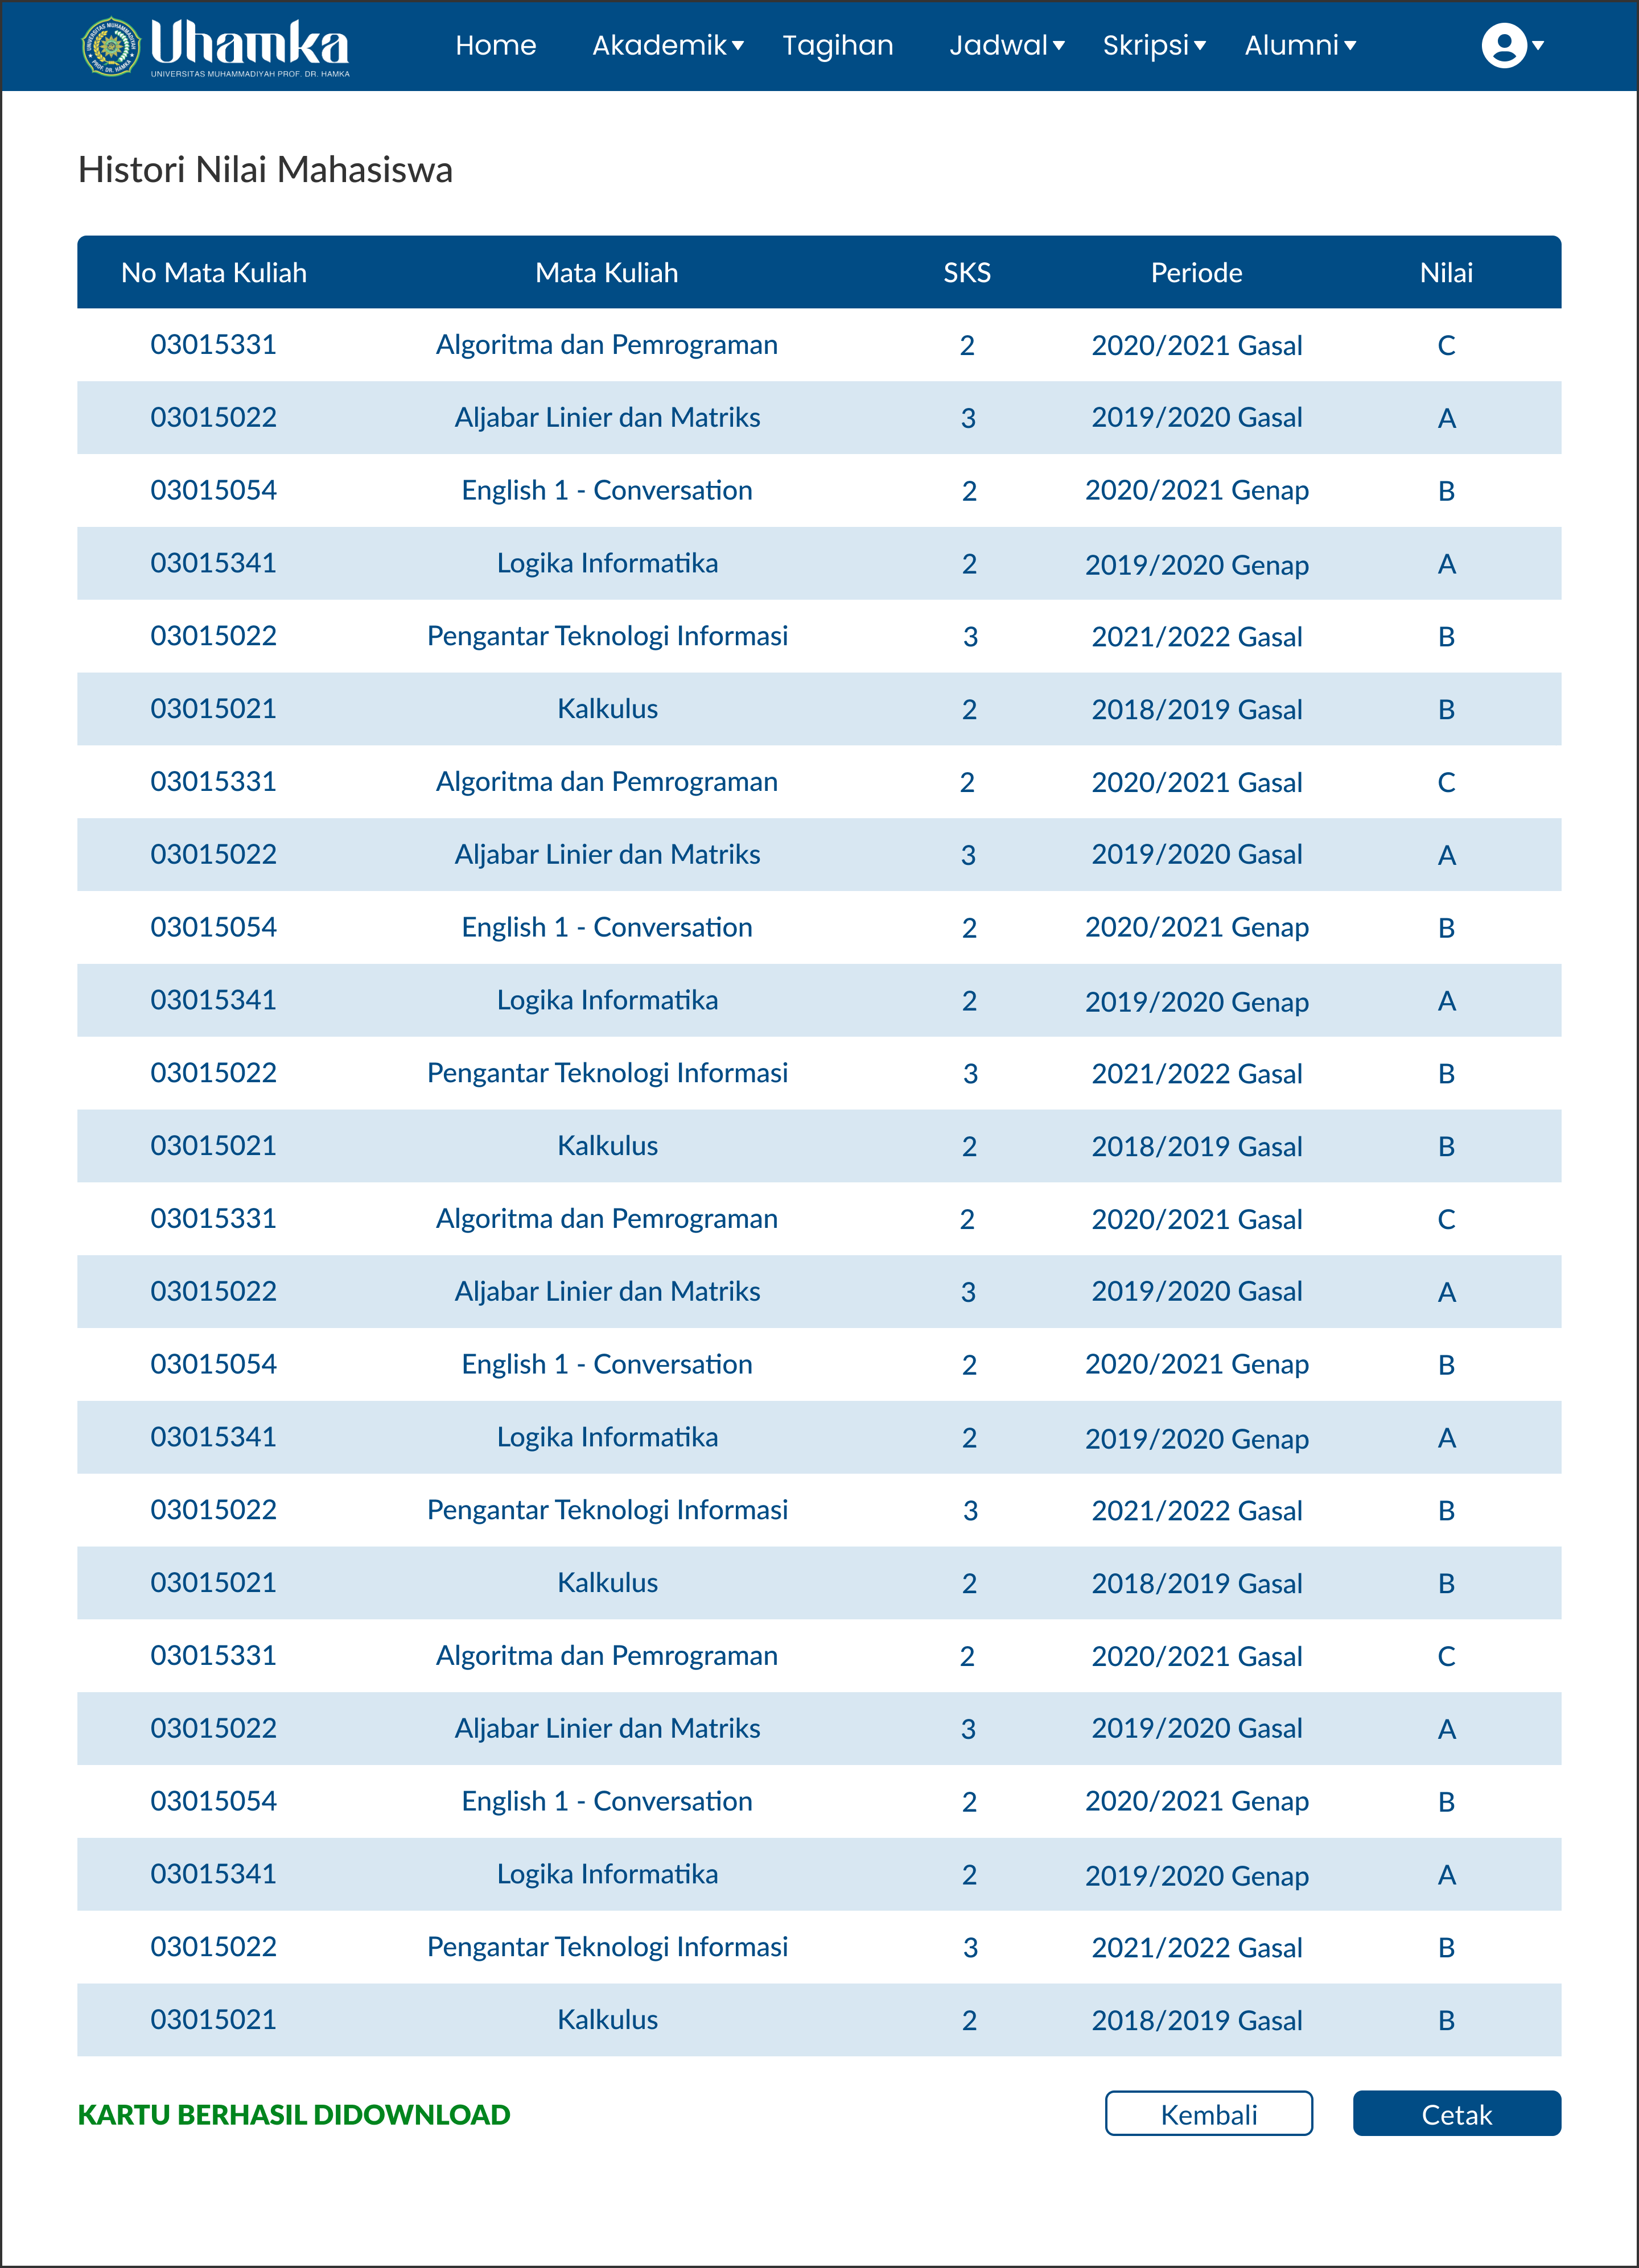 Uhamka
UNIVERSITAS MUHAMMADIYAH PROF. DR. HAMKA
Home Akademik Tagihan Jadwal Skripsi Alumni
Histori Nilai Mahasiswa
No Mata Kuliah Mata Kuliah SKS Periode Nilai
03015331 Algoritma dan Pemrograman 2 2020/2021 Gasal C
03015022 Aljabar Linier dan Matriks 3 2019/2020 Gasal A
03015054 English 1 - Conversation 2 2020/2021 Genap B
03015341 Logika Informatika 2 2019/2020 Genap A
03015022 Pengantar Teknologi Informasi 3 2021/2022 Gasal B
03015021 Kalkulus 2 2018/2019 Gasal B
03015331 Algoritma dan Pemrograman 2 2020/2021 Gasal C
03015022 Aljabar Linier dan Matriks 3 2019/2020 Gasal A
03015054 English 1 - Conversation 2 2020/2021 Genap B
03015341 Logika Informatika 2 2019/2020 Genap A
03015022 Pengantar Teknologi Informasi 3 2021/2022 Gasal B
03015021 Kalkulus 2 2018/2019 Gasal B
03015331 Algoritma dan Pemrograman 2 2020/2021 Gasal C
03015022 Aljabar Linier dan Matriks 3 2019/2020 Gasal A
03015054 English 1 - Conversation 2 2020/2021 Genap B
03015341 Logika Informatika 2 2019/2020 Genap A
03015022 Pengantar Teknologi Informasi 3 2021/2022 Gasal B
03015021 Kalkulus 2 2018/2019 Gasal B
03015331 Algoritma dan Pemrograman 2 2020/2021 Gasal C
03015022 Aljabar Linier dan Matriks 3 2019/2020 Gasal A
03015054 English 1 - Conversation 2 2020/2021 Genap B
03015341 Logika Informatika 2 2019/2020 Genap A
03015022 Pengantar Teknologi Informasi 3 2021/2022 Gasal B
03015021 Kalkulus 2 2018/2019 Gasal B
KARTU BERHASIL DIDOWNLOAD Kembali Cetak